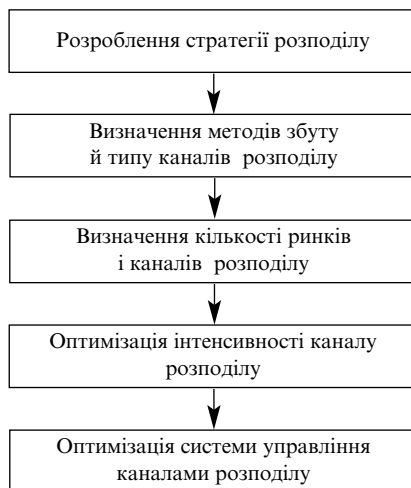 Розроблення стратегії розподілу
Визначення методів збуту
й типу каналів розподілу
Визначення кількості ринків
і каналів розподілу
Оптимізація інтенсивності каналу
розподілу
Оптимізація системи управління
каналами розподілу